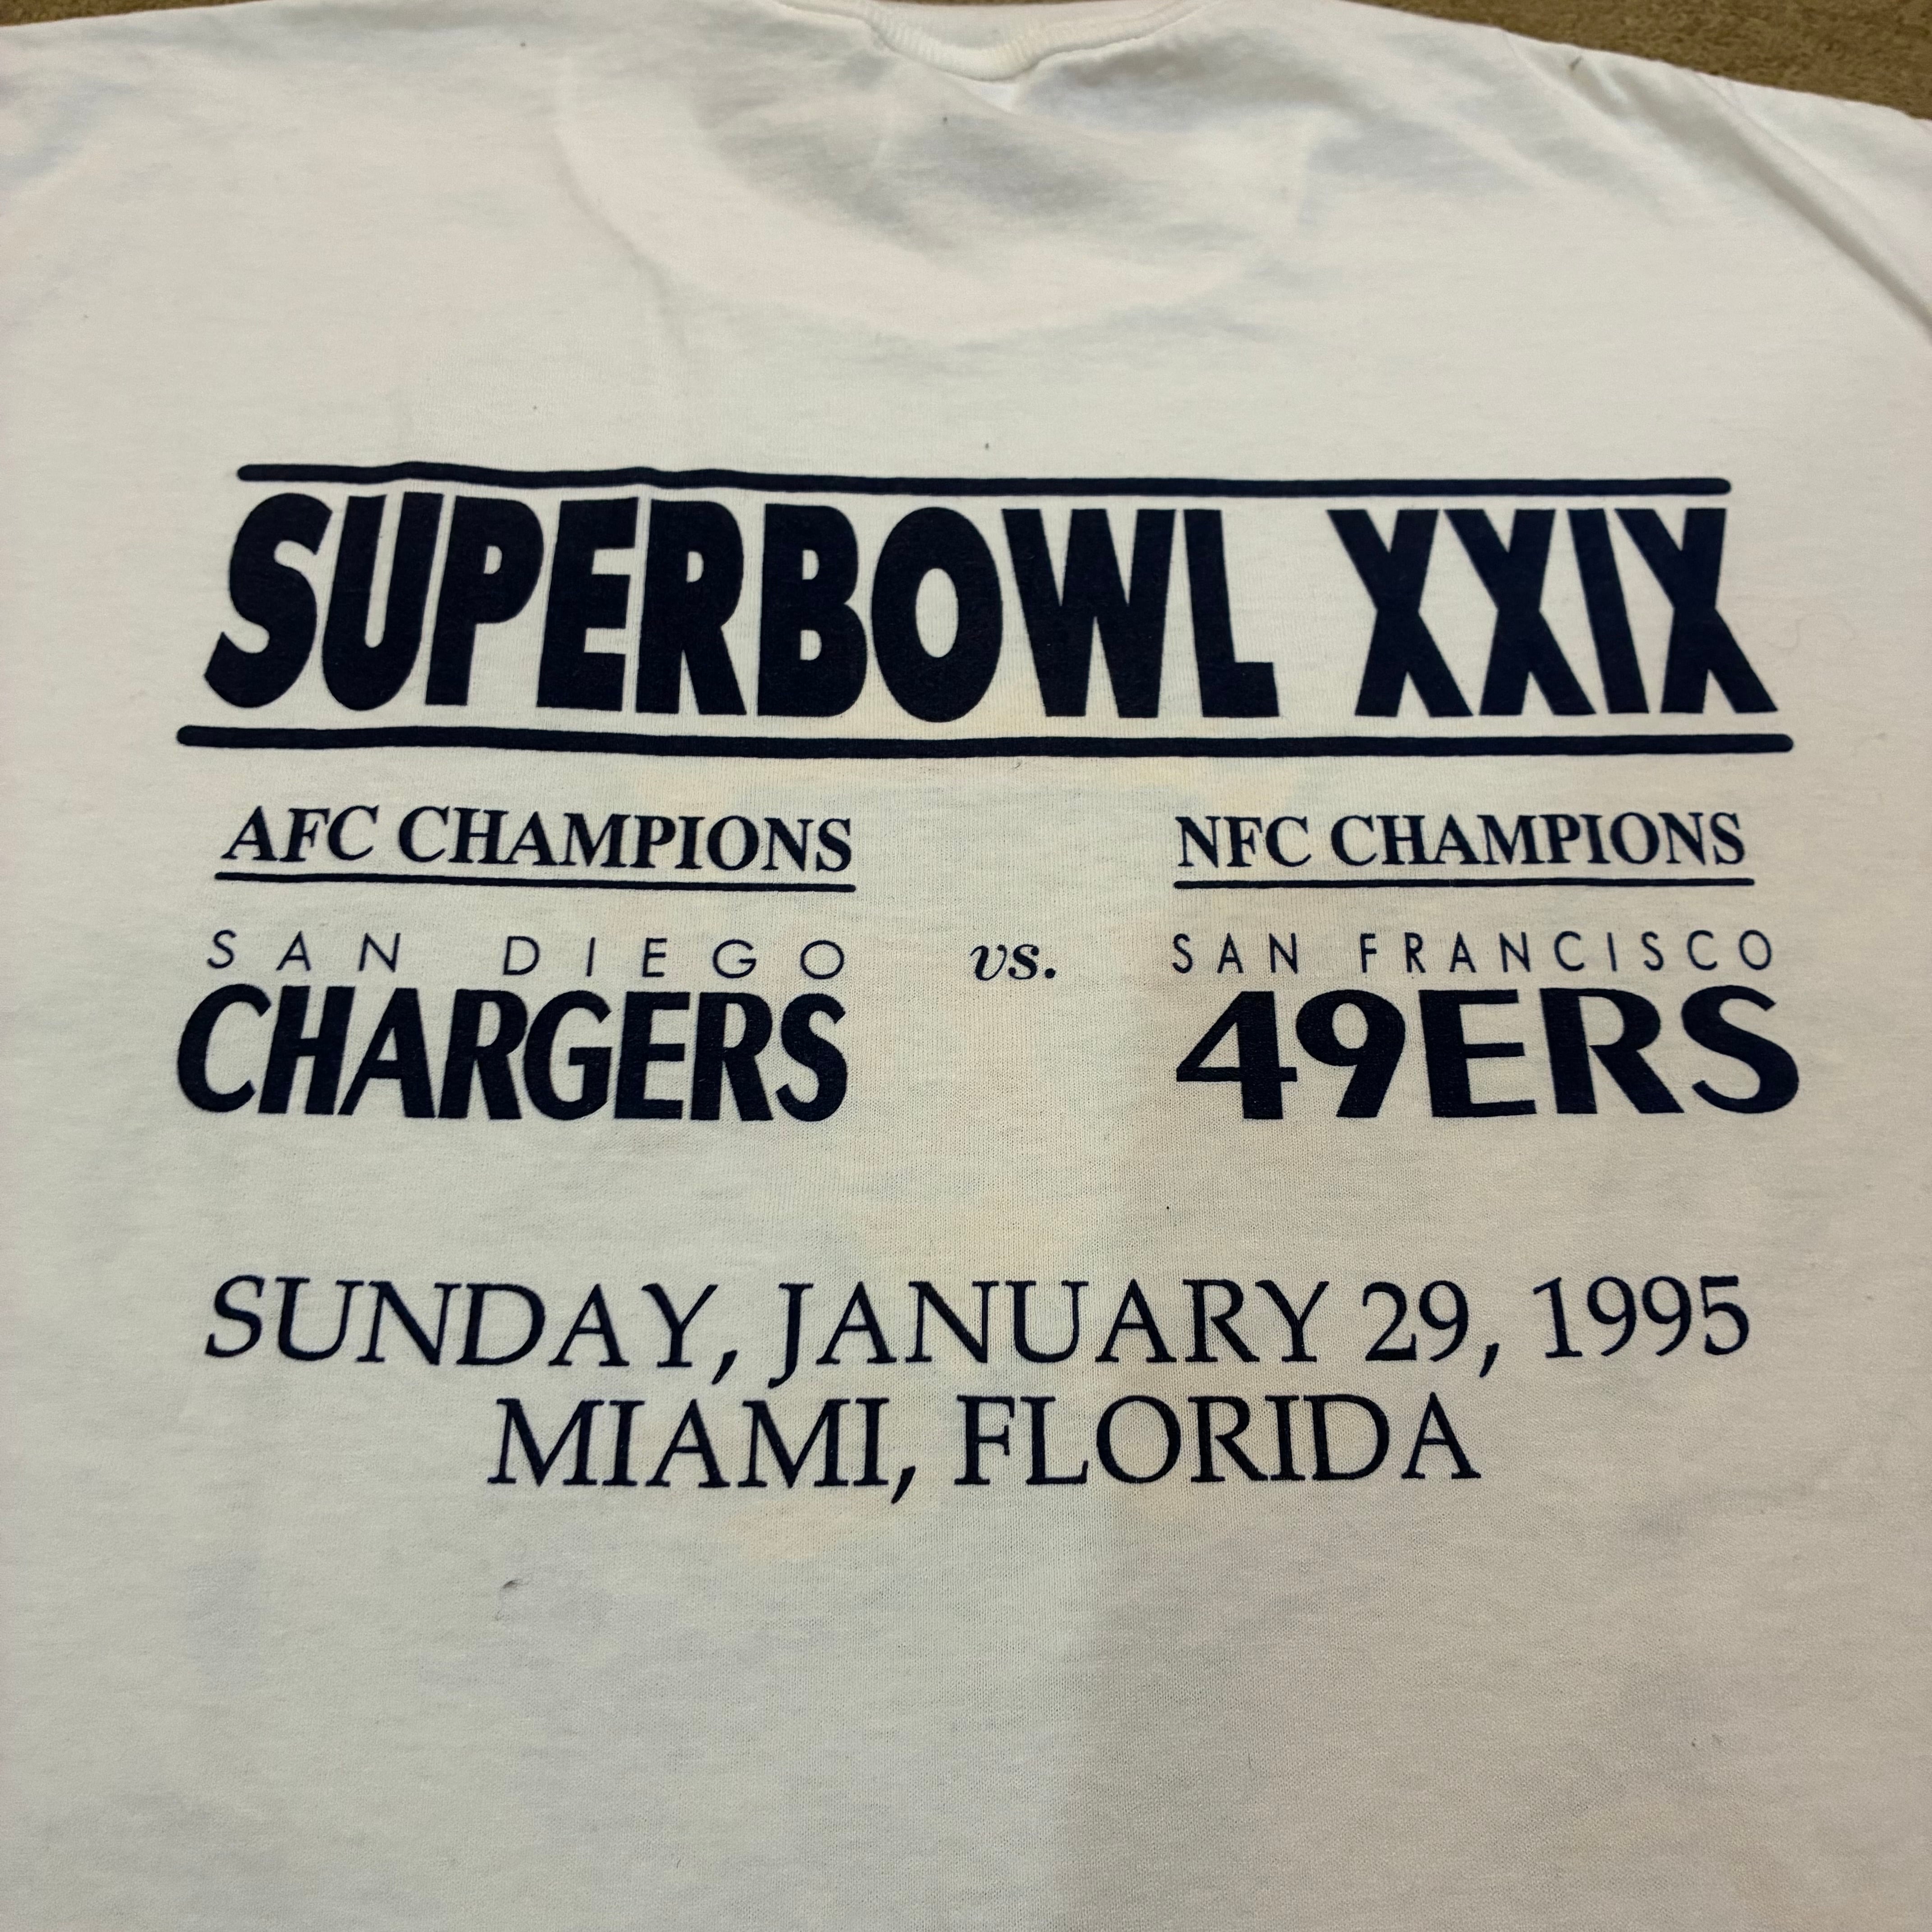 SUPERBOWL XXIX
AFC CHAMPIONS
SAN DIEGO
CHARGERS
vs.
NFC CHAMPIONS
SAN FRANCISCO
49ERS
SUNDAY, JANUARY 29, 1995
MIAMI, FLORIDA